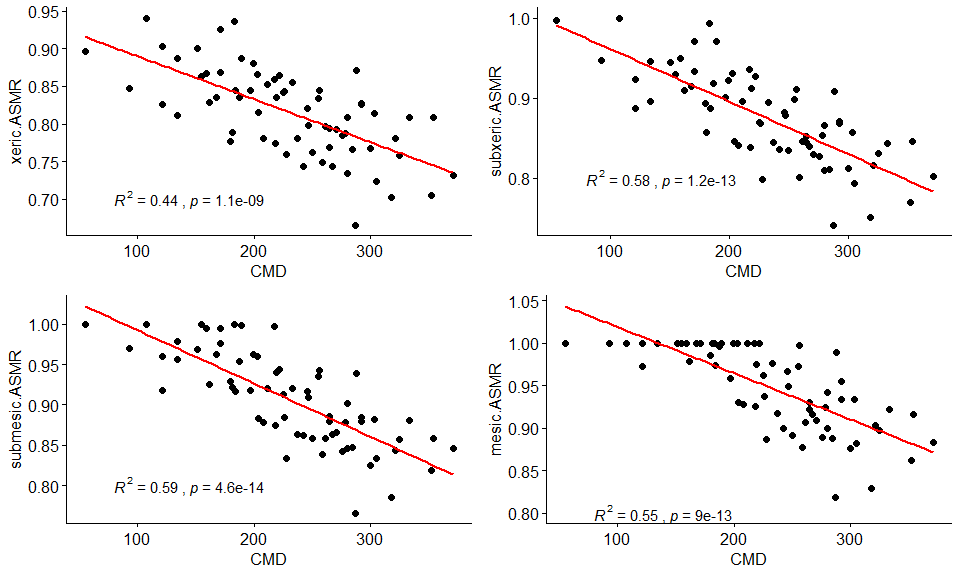 0.95
0.90
0.85
0.80
0.75
0.70
xeric.ASMR
R² = 0.44 , p = 1.1e-09
100 200 300
CMD
1.0
0.9
0.8
subxeric.ASMR
R² = 0.58 , p = 1.2e-13
100 200 300
CMD
1.00
0.95
0.90
0.85
0.80
submesic.ASMR
R² = 0.59 , p = 4.6e-14
100 200 300
CMD
1.05
1.00
0.95
0.90
0.85
0.80
mesic.ASMR
R² = 0.55 , p = 9e-13
100 200 300
CMD